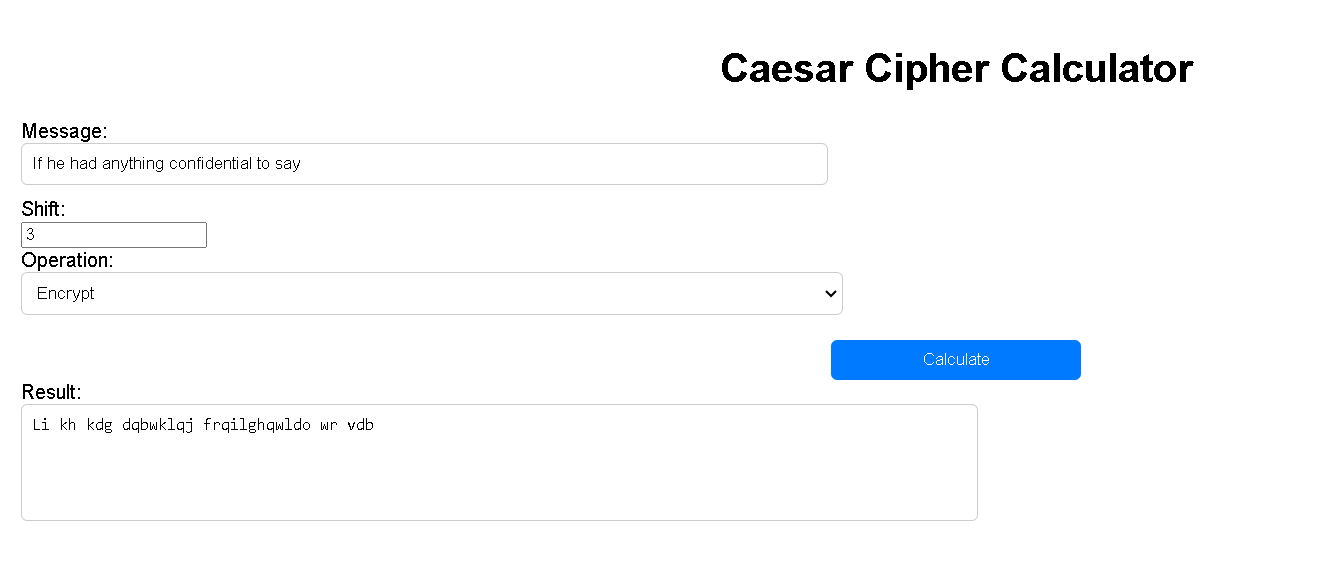 Caesar Cipher Calculator
Message:
If he had anything confidential to say
Shift:
3
Operation:
Encrypt
Calculate
Result:
Li kh kdg dqbwklqj frqilghqwldo wr vdb